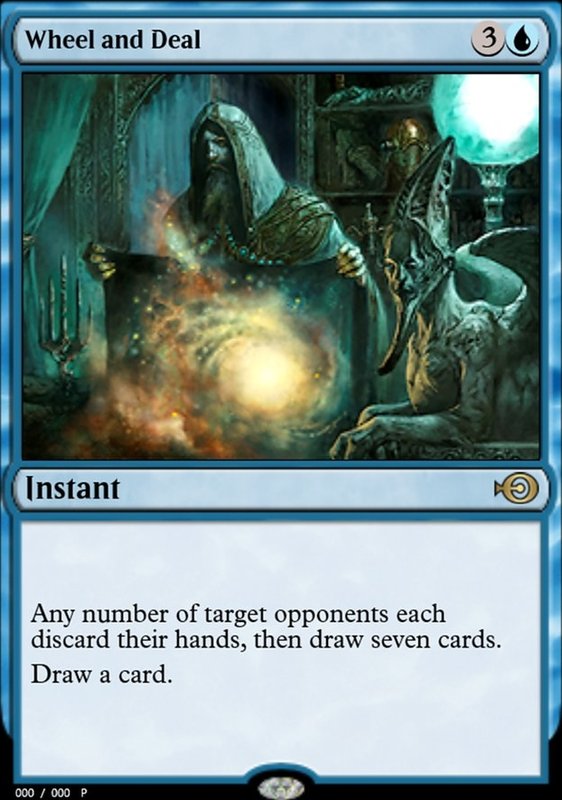 Wheel and Deal 3
Instant
Any number of target opponents each
discard their hands, then draw seven cards.
Draw a card.
000 / 000 P